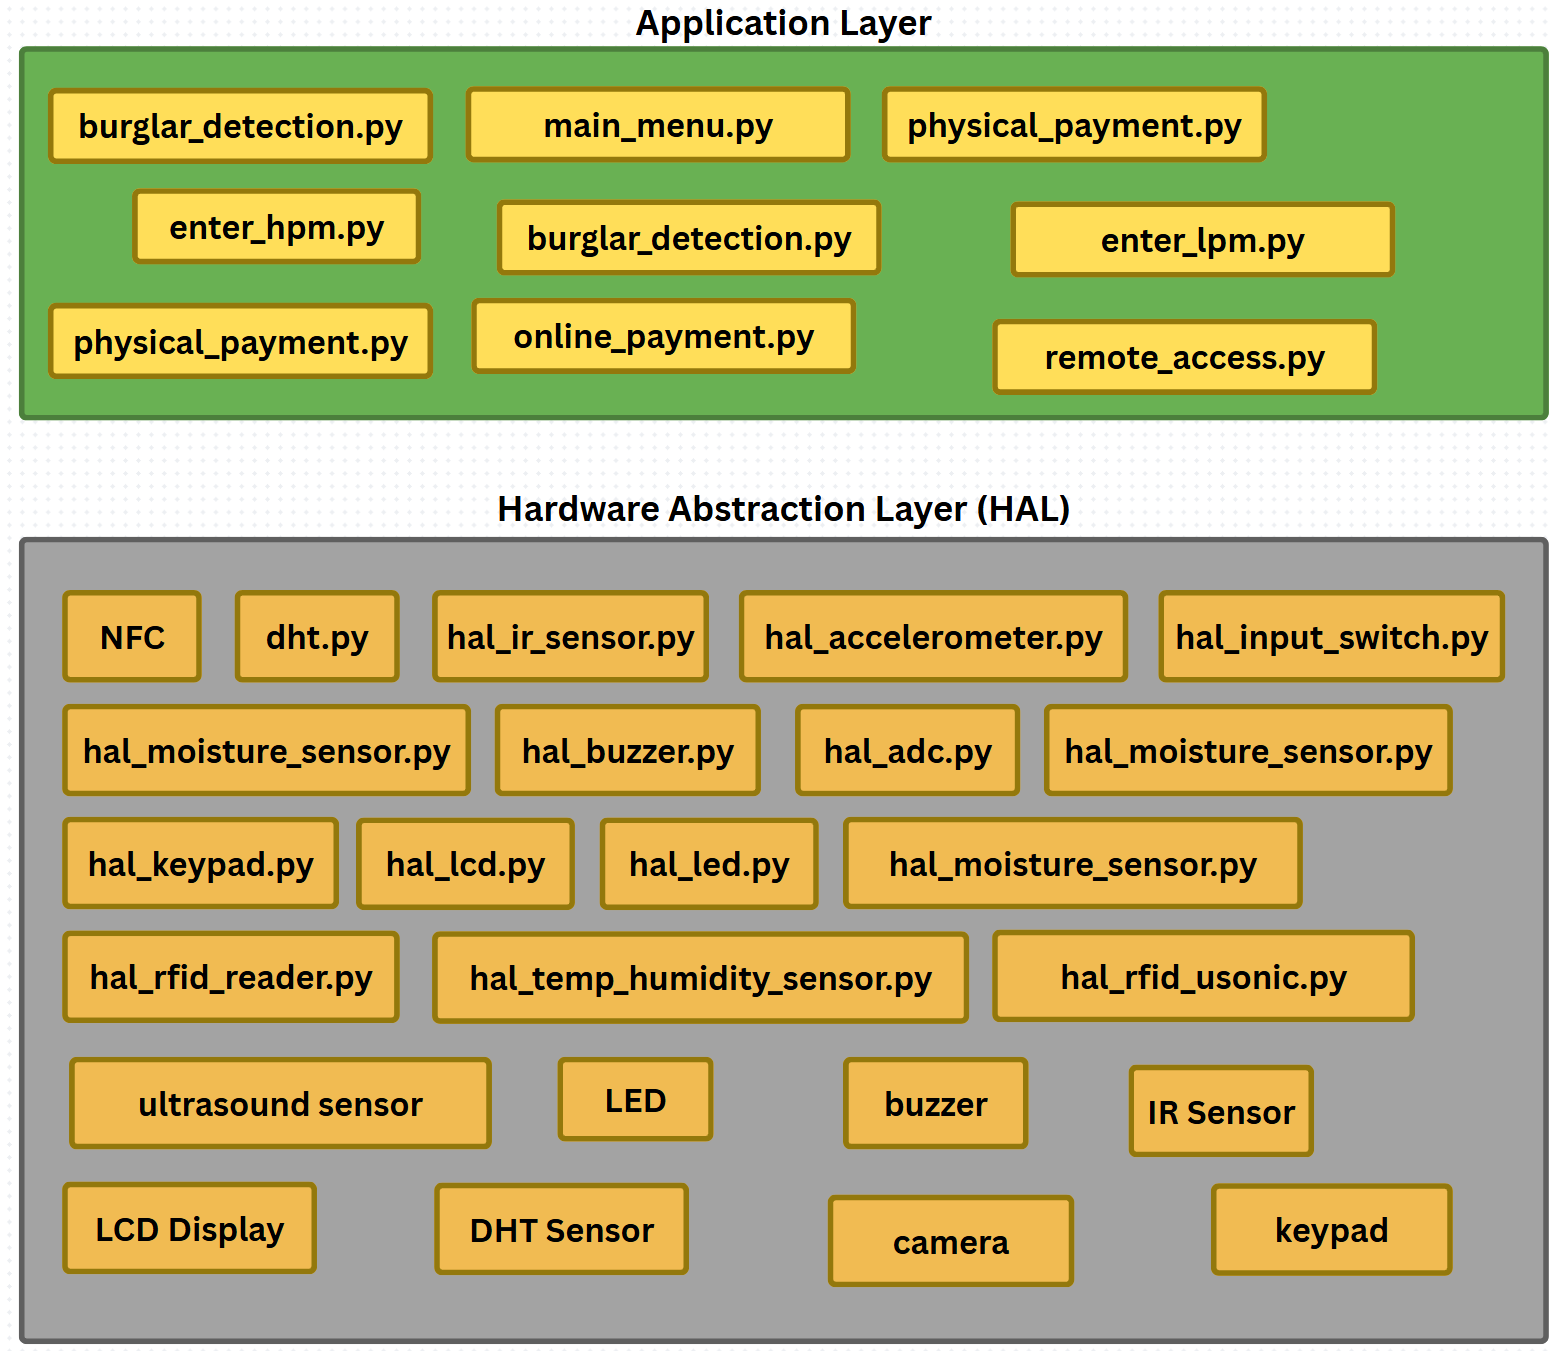 Application Layer
burglar_detection.py
main_menu.py
physical_payment.py
enter_hpm.py
burglar_detection.py
enter_lpm.py
physical_payment.py
online_payment.py
remote_access.py
Hardware Abstraction Layer (HAL)
NFC
dht.py
hal_ir_sensor.py
hal_accelerometer.py
hal_input_switch.py
hal_moisture_sensor.py
hal_buzzer.py
hal_adc.py
hal_moisture_sensor.py
hal_keypad.py
hal_lcd.py
hal_led.py
hal_moisture_sensor.py
hal_rfid_reader.py
hal_temp_humidity_sensor.py
hal_rfid_usonic.py
ultrasound sensor
LED
buzzer
IR Sensor
LCD Display
DHT Sensor
camera
keypad